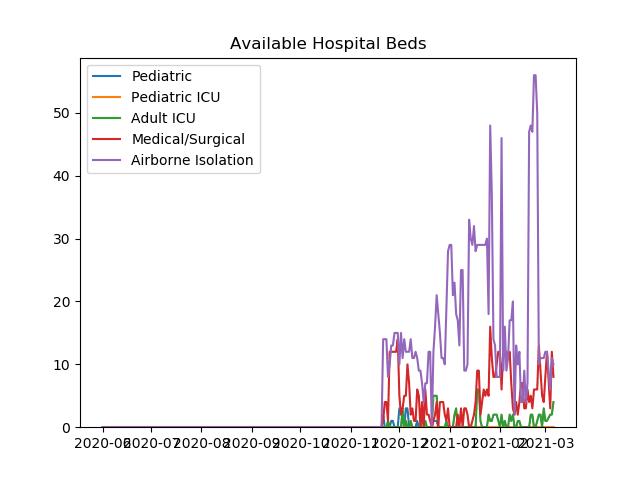 Available Hospital Beds
Pediatric
Pediatric ICU
Adult ICU
Medical/Surgical
Airborne Isolation
50
40
30
20
10
0
2020-06 2020-07 2020-08 2020-09 2020-10 2020-11 2020-12 2021-01 2021-02 2021-03